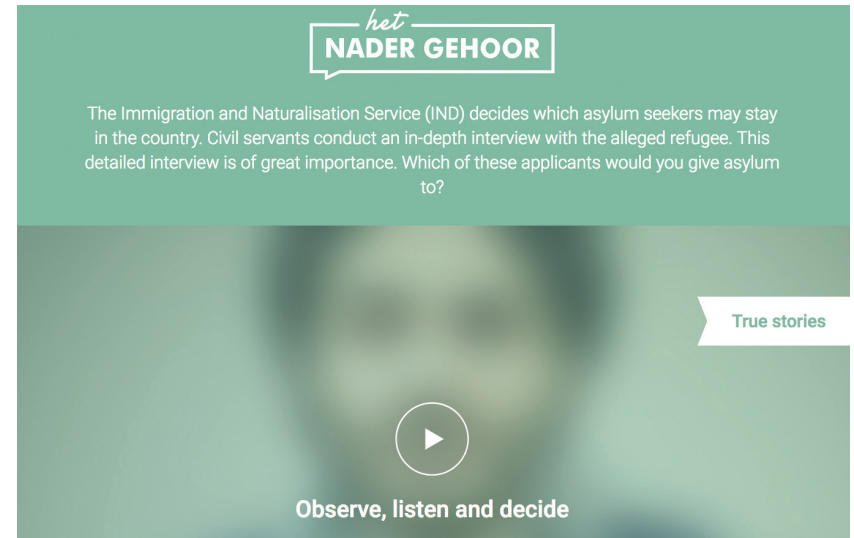 het
NADER GEHOOR
The Immigration and Naturalisation Service (IND) decides which asylum seekers may stay
in the country. Civil servants conduct an in-depth interview with the alleged refugee. This
detailed interview is of great importance. Which of these applicants would you give asylum
to?
True stories
Observe, listen and decide